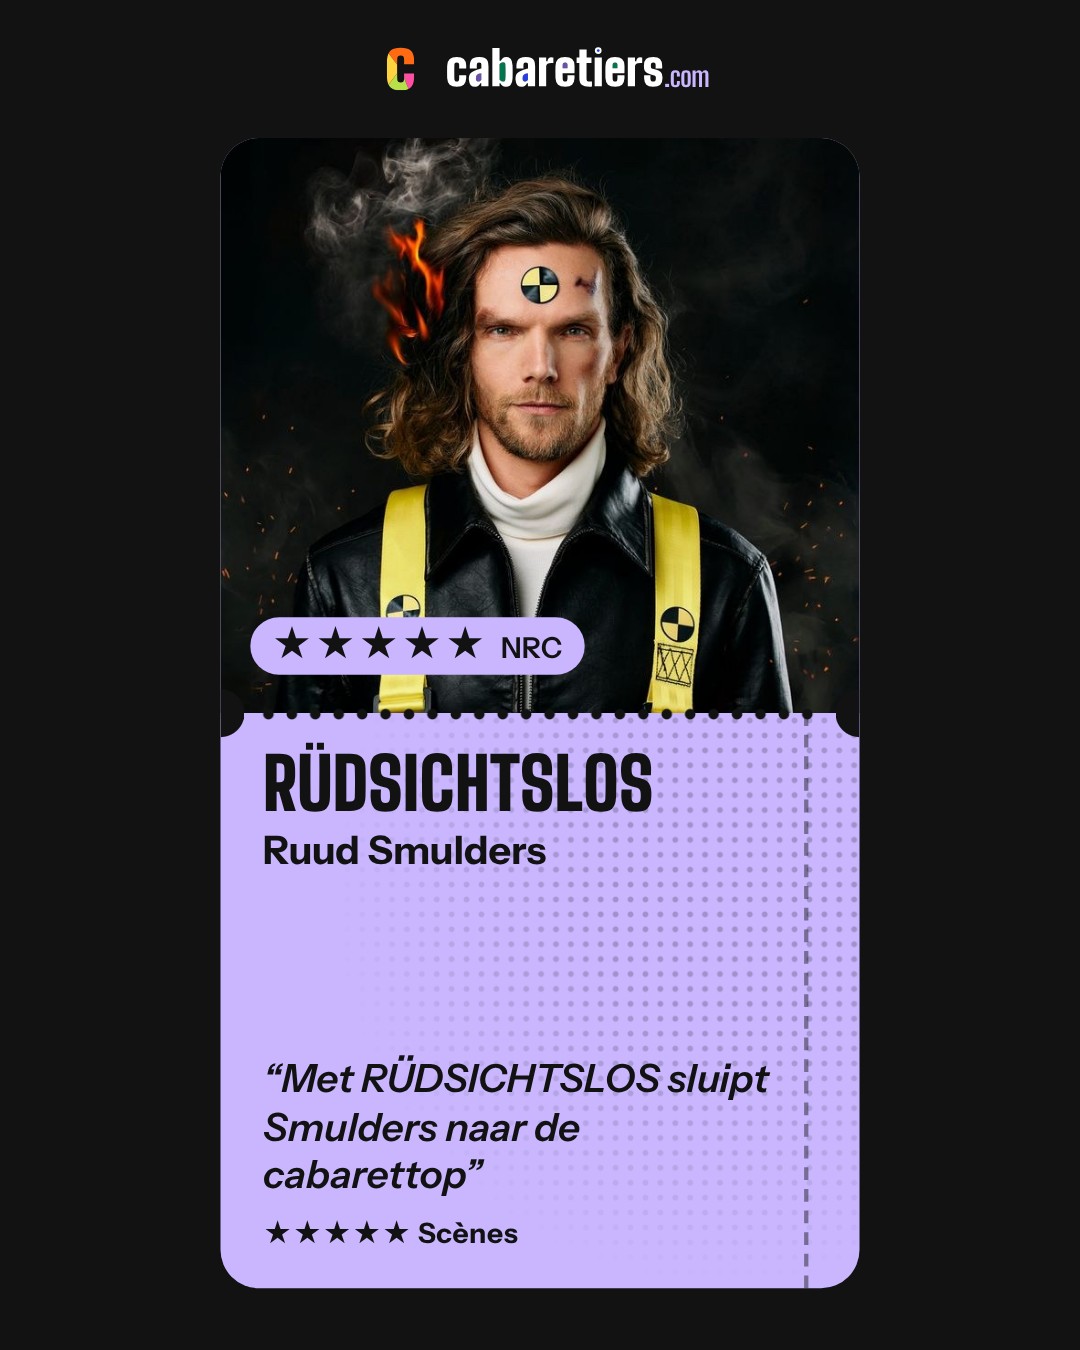 C cabaretiers.com
★★★★★ NRC
RÜDSICHTSLOS
Ruud Smulders
“Met RÜDSICHTSLOS sluipt
Smulders naar de
cabarettop”
★★★★★ Scènes